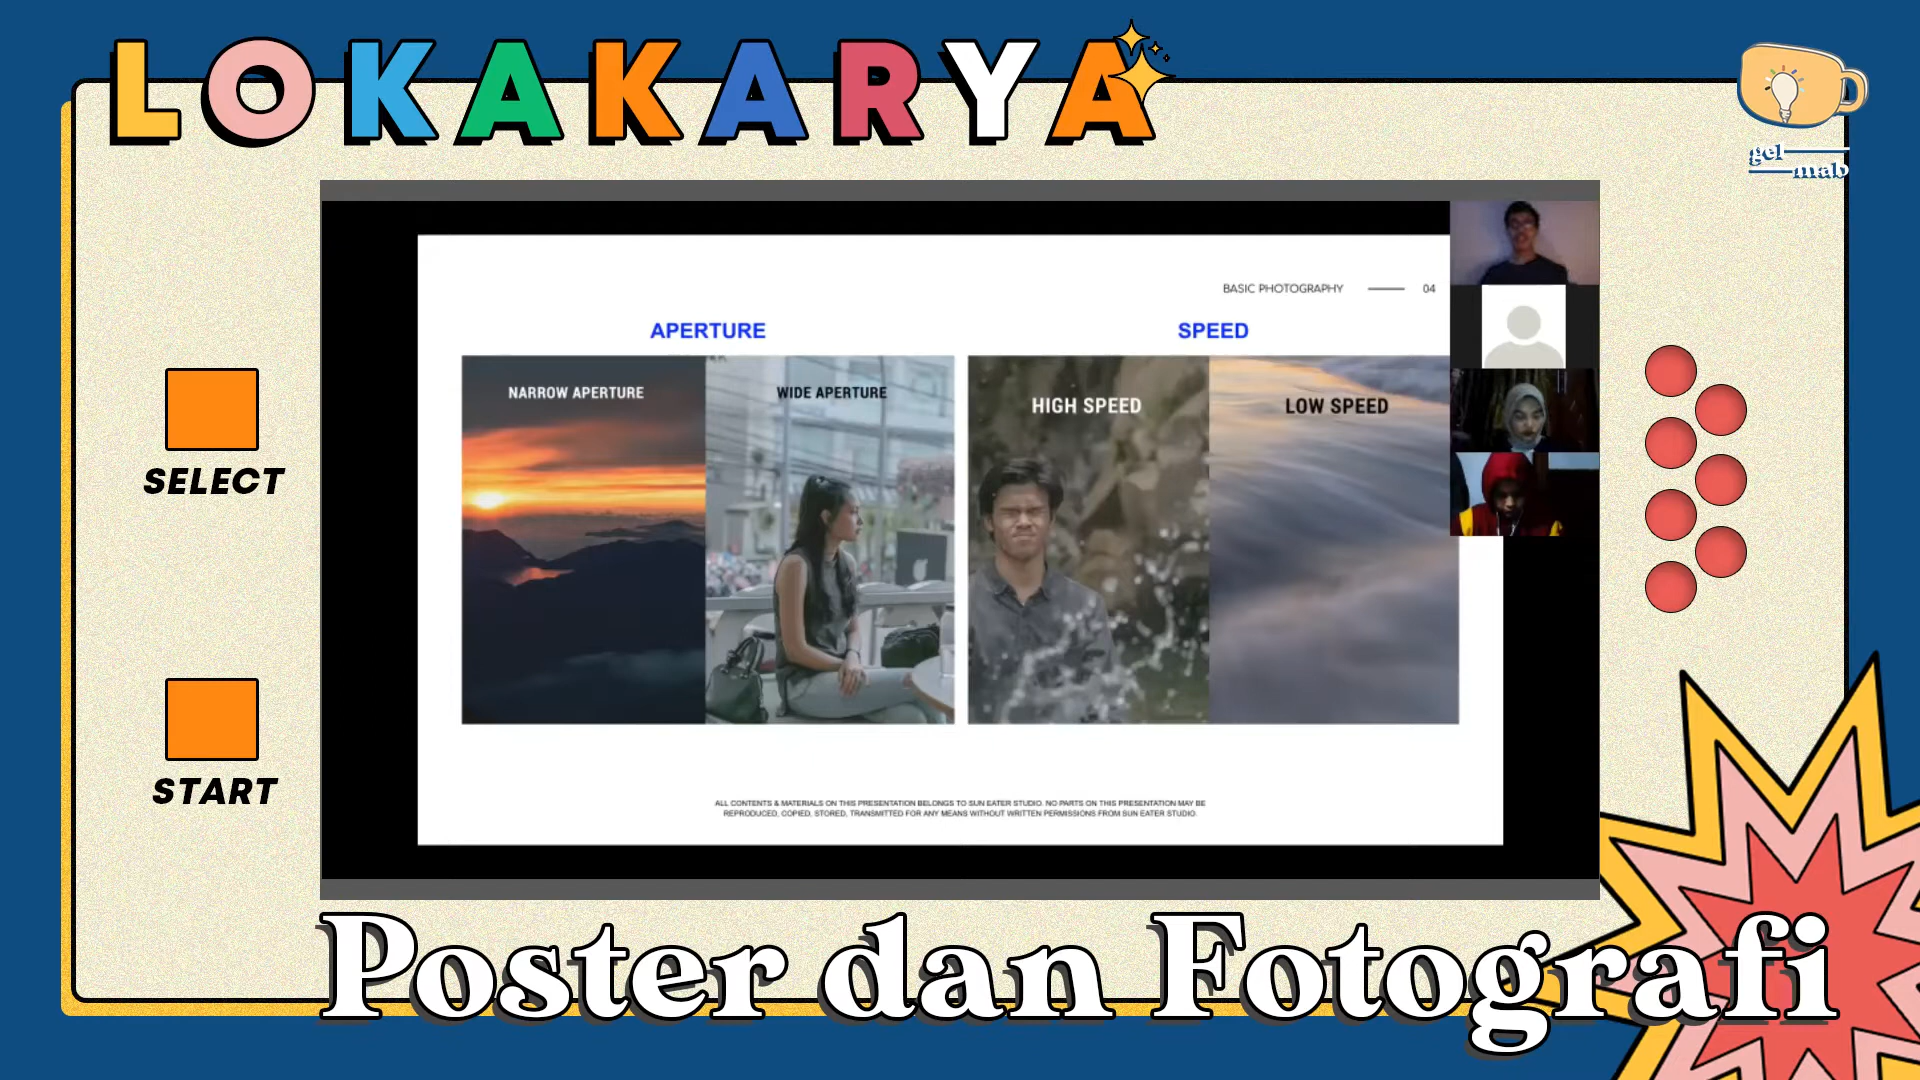 LOKAKARYA
gel
mab
BASIC PHOTOGRAPHY 04
APERTURE
SPEED
NARROW APERTURE
WIDE APERTURE
HIGH SPEED
LOW SPEED
SELECT
START
ALL CONTENTS & MATERIALS ON THIS PRESENTATION BELONGS TO SUN EATER STUDIO. NO PARTS ON THIS PRESENTATION MAY BE
REPRODUCED, COPIED, STORED, TRANSMITTED FOR ANY MEANS WITHOUT WRITTEN PERMISSIONS FROM SUN EATER STUDIO.
Poster dan Fotografi